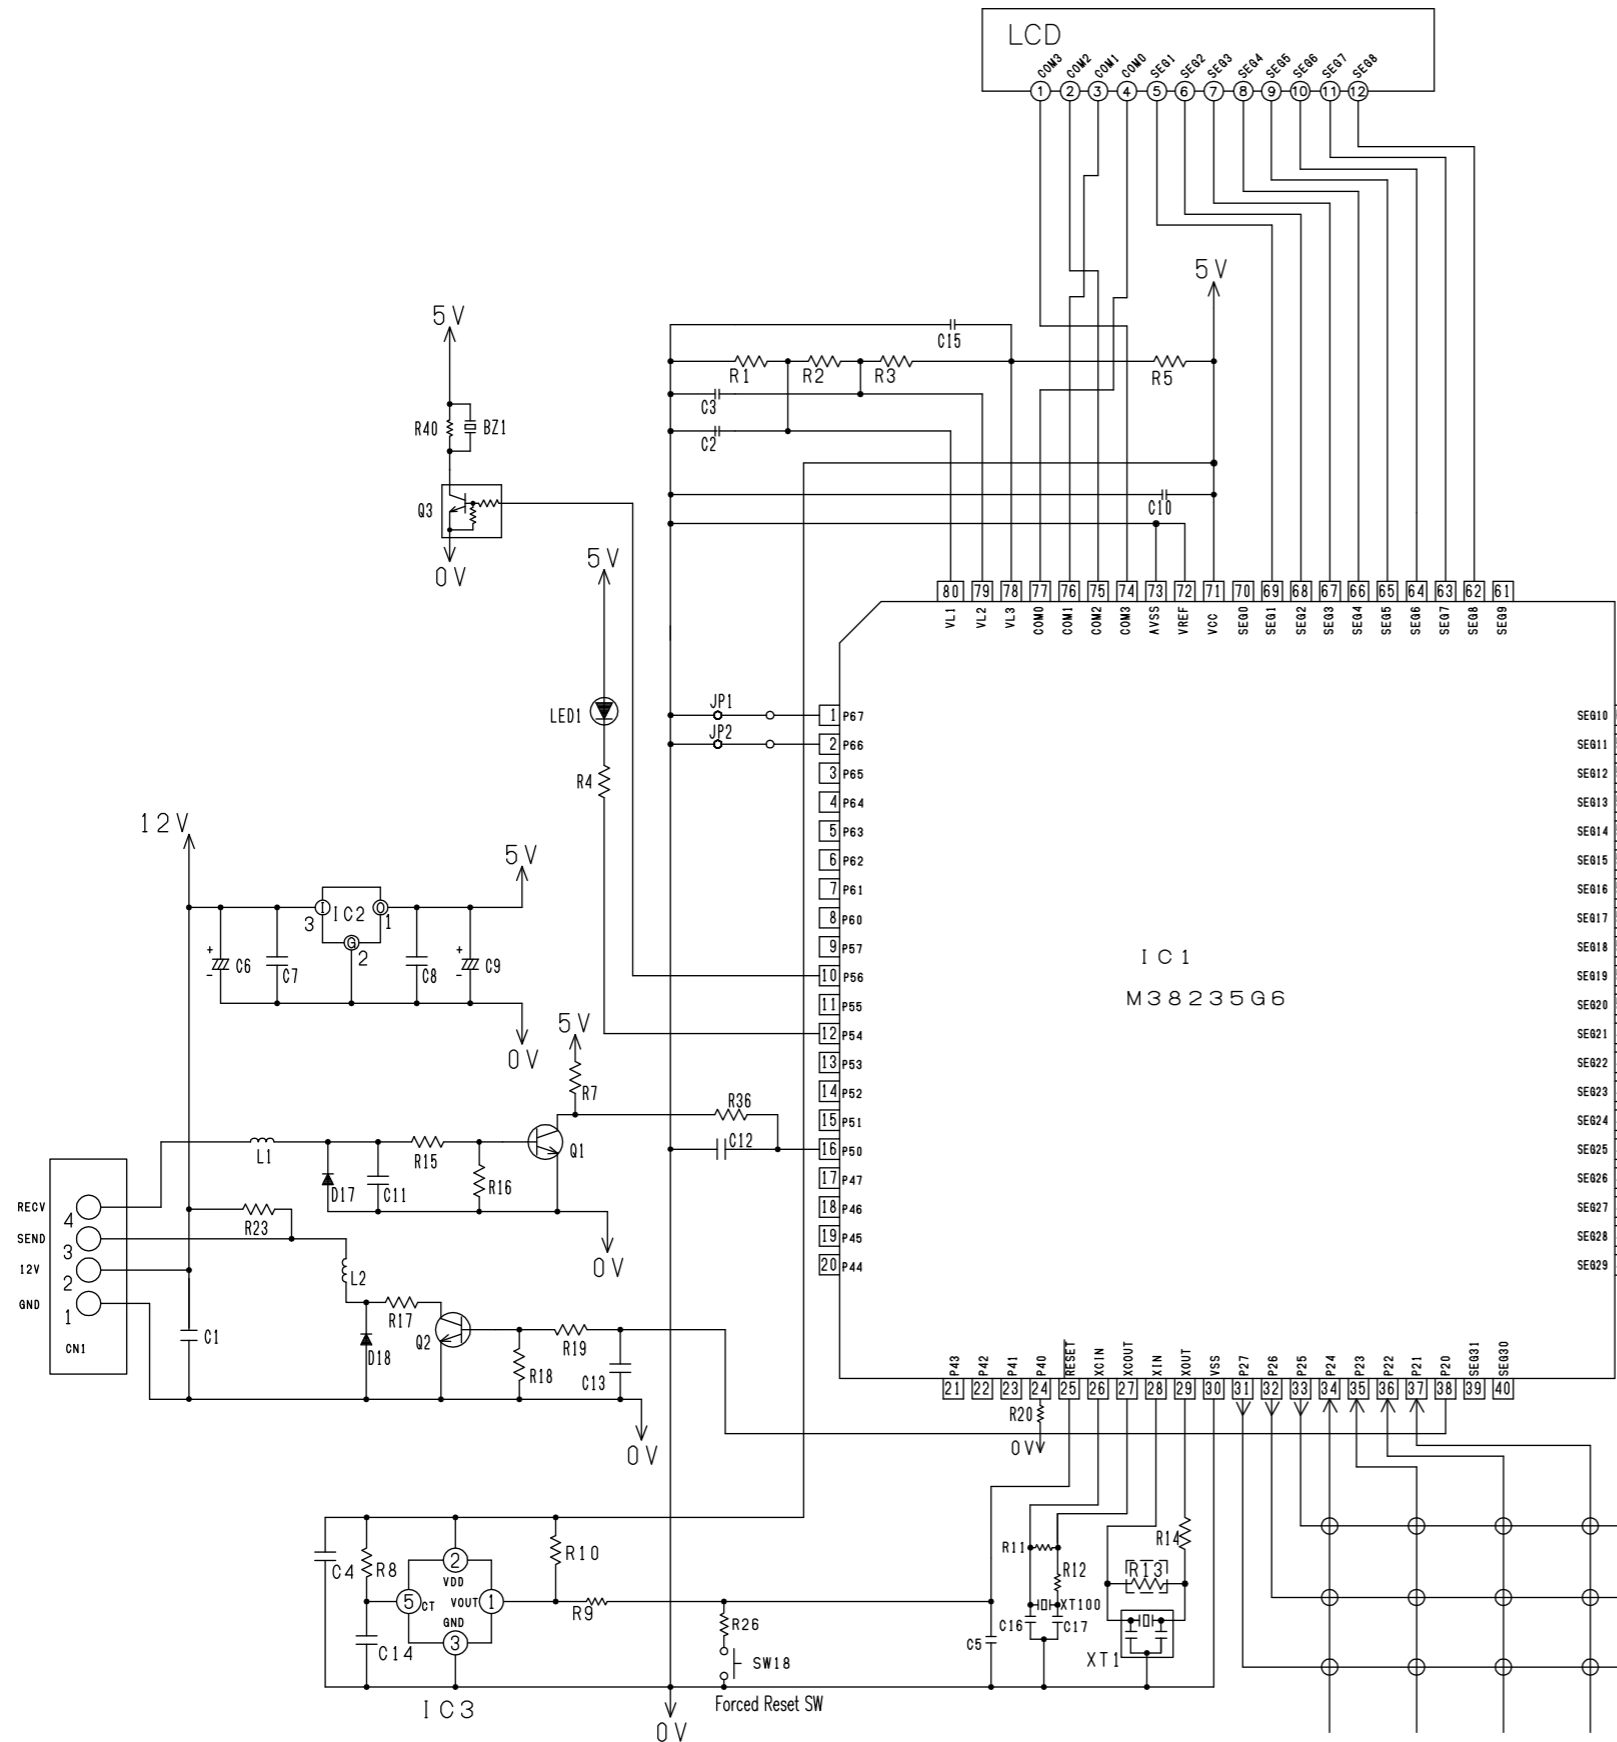 LCD
COM3 COM2 COM1 COM0 SEG1 SEG2 SEG3 SEG4 SEG5 SEG6 SEG7 SEG8
1 2 3 4 5 6 7 8 9 10 11 12
5V
5V
C15
R1 R2 R3 R5
C3
R40 BZ1
C2
Q3
C10
0V
5V
80 79 78 77 76 75 74 73 72 71 70 69 68 67 66 65 64 63 62 61
VL1 VL2 VL3 COM0 COM1 COM2 COM3 AVSS VREF VCC SEG0 SEG1 SEG2 SEG3 SEG4 SEG5 SEG6 SEG7 SEG8 SEG9
LED1
JP1
1 P67 SEG10
JP2
2 P66 SEG11
R4
3 P65 SEG12
4 P64 SEG13
12V
5 P63 SEG14
5V
6 P62 SEG15
7 P61 SEG16
I IC2 O
3 1
8 P60 SEG17
G
2
9 P57 SEG18
IC1
+ C6 - C7 C8 + C9 -
10 P56 SEG19
M38235G6
11 P55 SEG20
5V
12 P54 SEG21
0V
13 P53 SEG22
R7
14 P52 SEG23
R36
15 P51 SEG24
C12
16 P50 SEG25
L1 R15 Q1
17 P47 SEG26
D17 C11 R16
18 P46 SEG27
RECV 4
R23
19 P45 SEG28
SEND 3
20 P44 SEG29
12V 2
0V
L2
GND 1
R17
CN1
C1
D18 Q2 R18 R19 C13
P43 P42 P41 P40 RESET XCIN XCOUT XIN XOUT VSS P27 P26 P25 P24 P23 P22 P21 P20 SEG31 SEG30
21 22 23 24 25 26 27 28 29 30 31 32 33 34 35 36 37 38 39 40
R20
0V
0V
C4 R8
2
VDD
R10
R11 R12 R14
R13
5 CT VOUT 1
GND
3
R9
R26
C14
C5
C16 XT100 C17
XT1
SW18
IC3
Forced Reset SW
0V